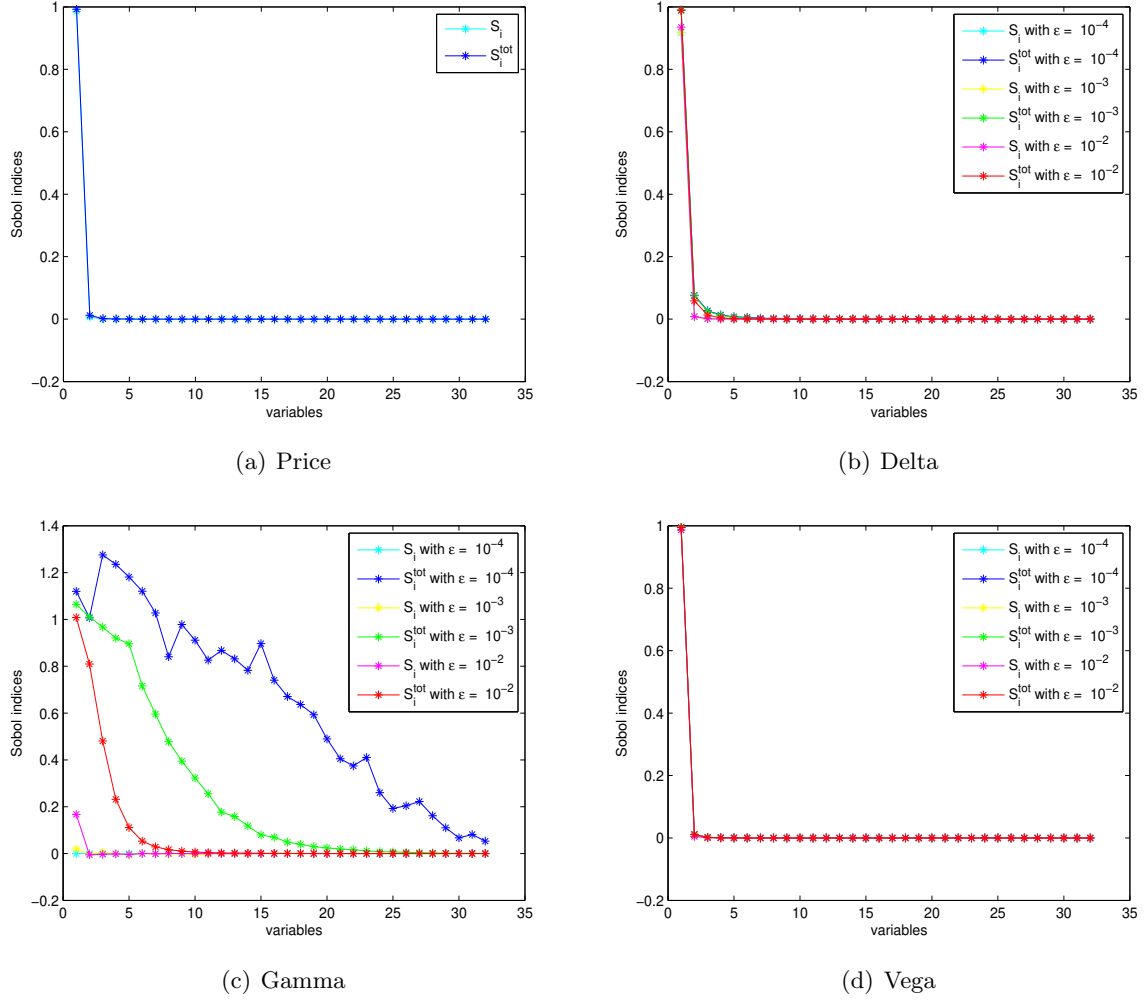 1
0.8
0.6
0.4
0.2
0
−0.2
Sobol indices
0 5 10 15 20 25 30 35
variables
S_i
S_i^tot
(a) Price
1
0.8
0.6
0.4
0.2
0
−0.2
Sobol indices
0 5 10 15 20 25 30 35
variables
S_i with ε = 10^−4
S_i^tot with ε = 10^−4
S_i with ε = 10^−3
S_i^tot with ε = 10^−3
S_i with ε = 10^−2
S_i^tot with ε = 10^−2
(b) Delta
1.4
1.2
1
0.8
0.6
0.4
0.2
0
−0.2
Sobol indices
0 5 10 15 20 25 30 35
variables
S_i with ε = 10^−4
S_i^tot with ε = 10^−4
S_i with ε = 10^−3
S_i^tot with ε = 10^−3
S_i with ε = 10^−2
S_i^tot with ε = 10^−2
(c) Gamma
1
0.8
0.6
0.4
0.2
0
−0.2
Sobol indices
0 5 10 15 20 25 30 35
variables
S_i with ε = 10^−4
S_i^tot with ε = 10^−4
S_i with ε = 10^−3
S_i^tot with ε = 10^−3
S_i with ε = 10^−2
S_i^tot with ε = 10^−2
(d) Vega